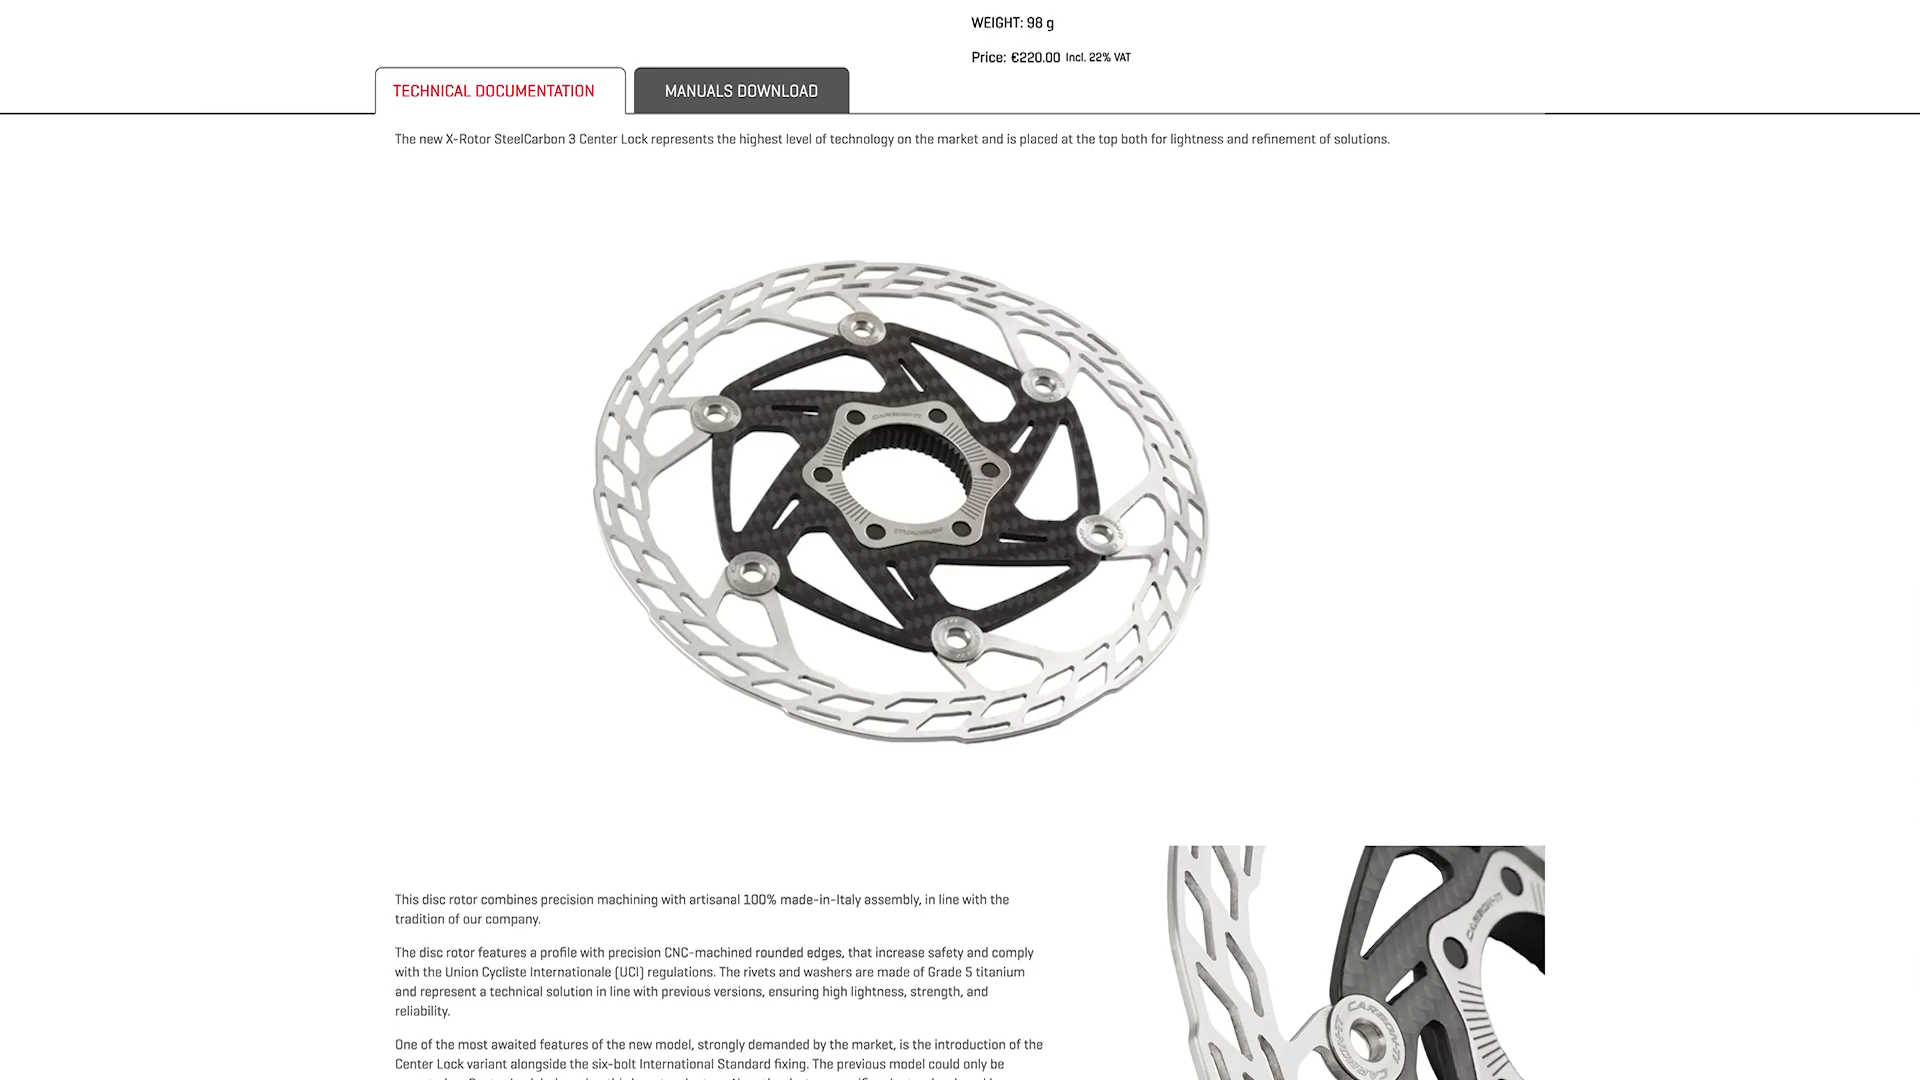 WEIGHT: 98 g
Price: €220.00 Incl. 22% VAT
TECHNICAL DOCUMENTATION
MANUALS DOWNLOAD
The new X-Rotor SteelCarbon 3 Center Lock represents the highest level of technology on the market and is placed at the top both for lightness and refinement of solutions.
This disc rotor combines precision machining with artisanal 100% made-in-Italy assembly, in line with the
tradition of our company.
The disc rotor features a profile with precision CNC-machined rounded edges, that increase safety and comply
with the Union Cycliste Internationale (UCI) regulations. The rivets and washers are made of Grade 5 titanium
and represent a technical solution in line with previous versions, ensuring high lightness, strength, and
reliability.
One of the most awaited features of the new model, strongly demanded by the market, is the introduction of the
Center Lock variant alongside the six-bolt International Standard fixing. The previous model could only be
CARBON-TI
CARBON-TI
CARBON-TI